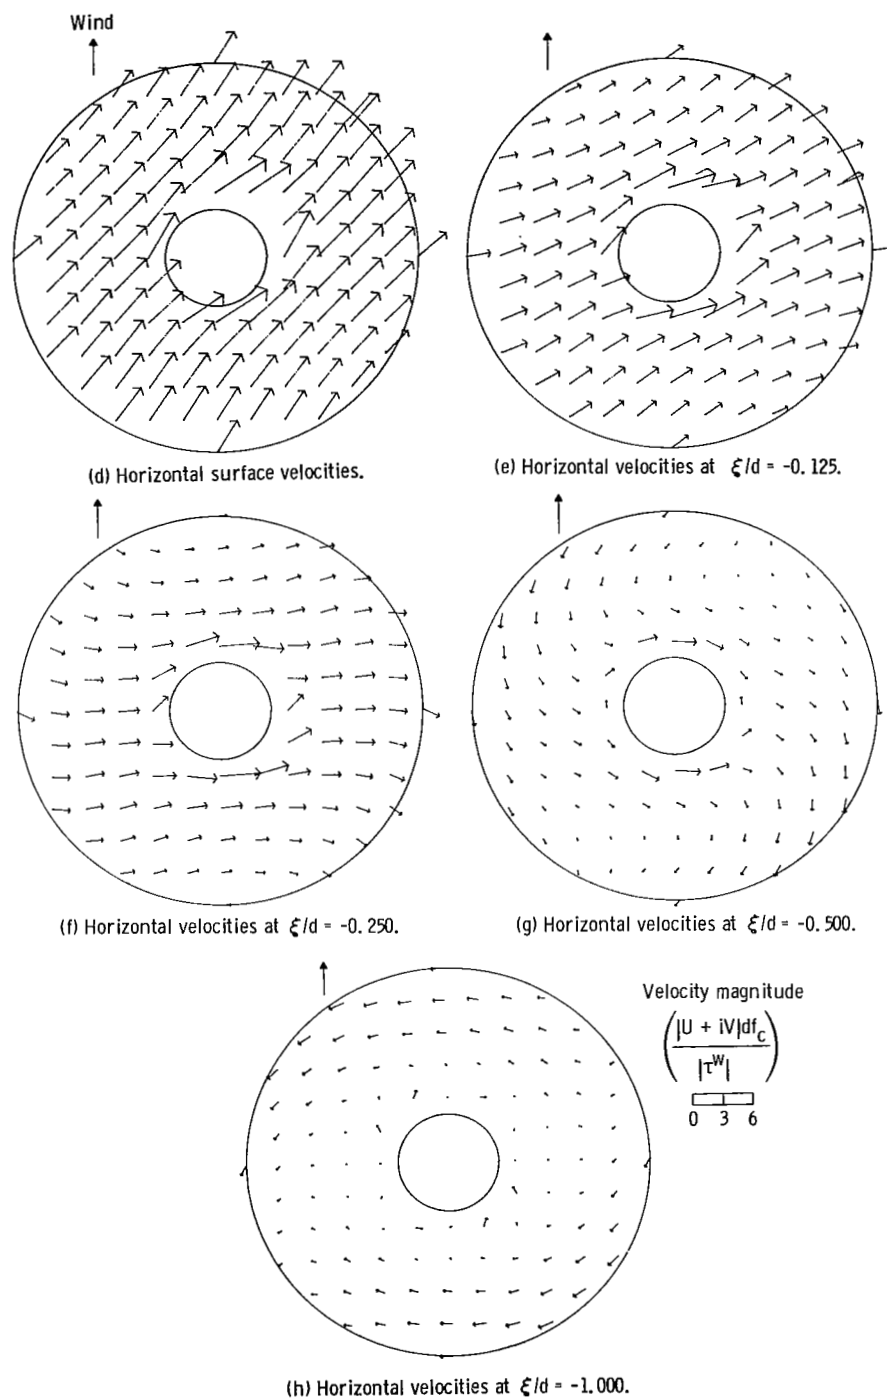 Wind
(d) Horizontal surface velocities.
(e) Horizontal velocities at ξ/d = -0.125.
(f) Horizontal velocities at ξ/d = -0.250.
(g) Horizontal velocities at ξ/d = -0.500.
Velocity magnitude
(|U + iV|df_c / |τ^W|)
0 3 6
(h) Horizontal velocities at ξ/d = -1.000.